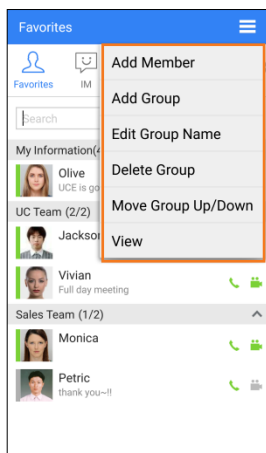 Favorites
Favorites
IM
Search
Add Member
Add Group
Edit Group Name
Delete Group
Move Group Up/Down
View
My Information(
Olive
UCE is go
UC Team (2/2)
Jackson
Vivian
Full day meeting
Sales Team (1/2)
Monica
Petric
thank you~!!